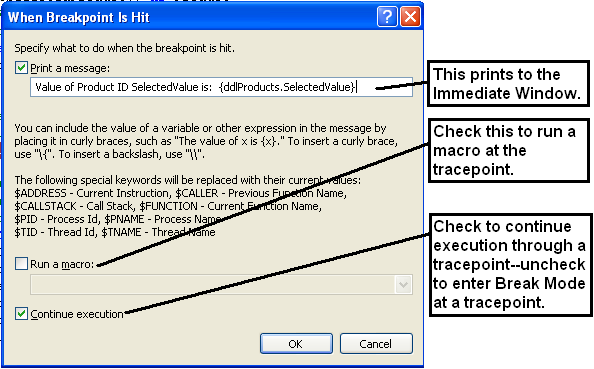 When Breakpoint Is Hit
Specify what to do when the breakpoint is hit.
Print a message:
Value of Product ID SelectedValue is:  {ddlProducts.SelectedValue}
You can include the value of a variable or other expression in the message by
placing it in curly braces, such as "The value of x is {x}." To insert a curly brace,
use "\{". To insert a backslash, use "\\".
The following special keywords will be replaced with their current values:
$ADDRESS - Current Instruction, $CALLER - Previous Function Name,
$CALLSTACK - Call Stack, $FUNCTION - Current Function Name,
$PID - Process Id, $PNAME - Process Name
$TID - Thread Id, $TNAME - Thread Name
Run a macro:
Continue execution
OK
Cancel
This prints to the
Immediate Window.
Check this to run a
macro at the
tracepoint.
Check to continue
execution through a
tracepoint--uncheck
to enter Break Mode
at a tracepoint.